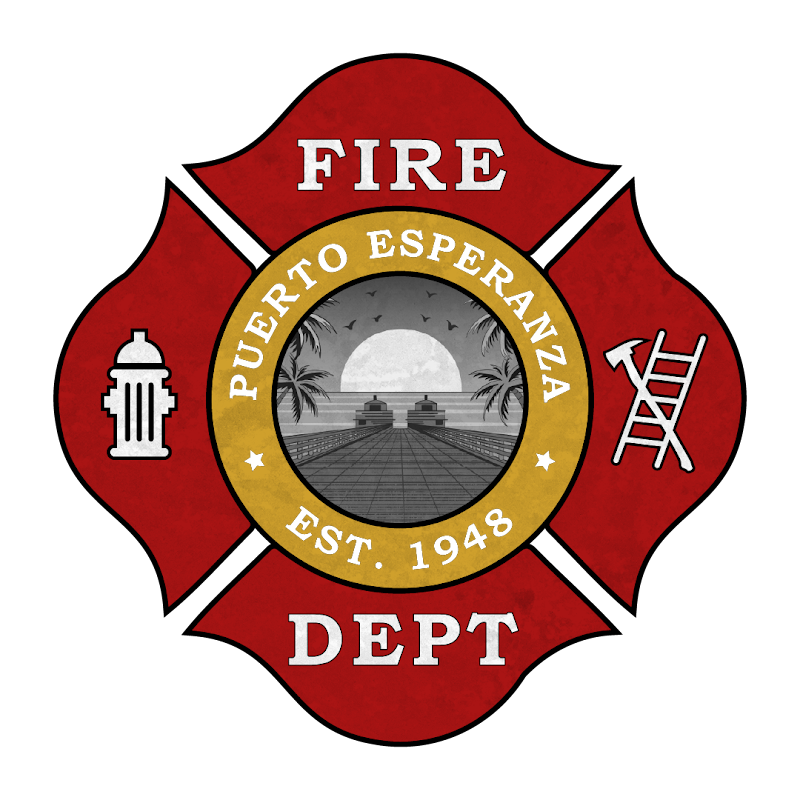 FIRE
PUERTO ESPERANZA
EST. 1948
DEPT